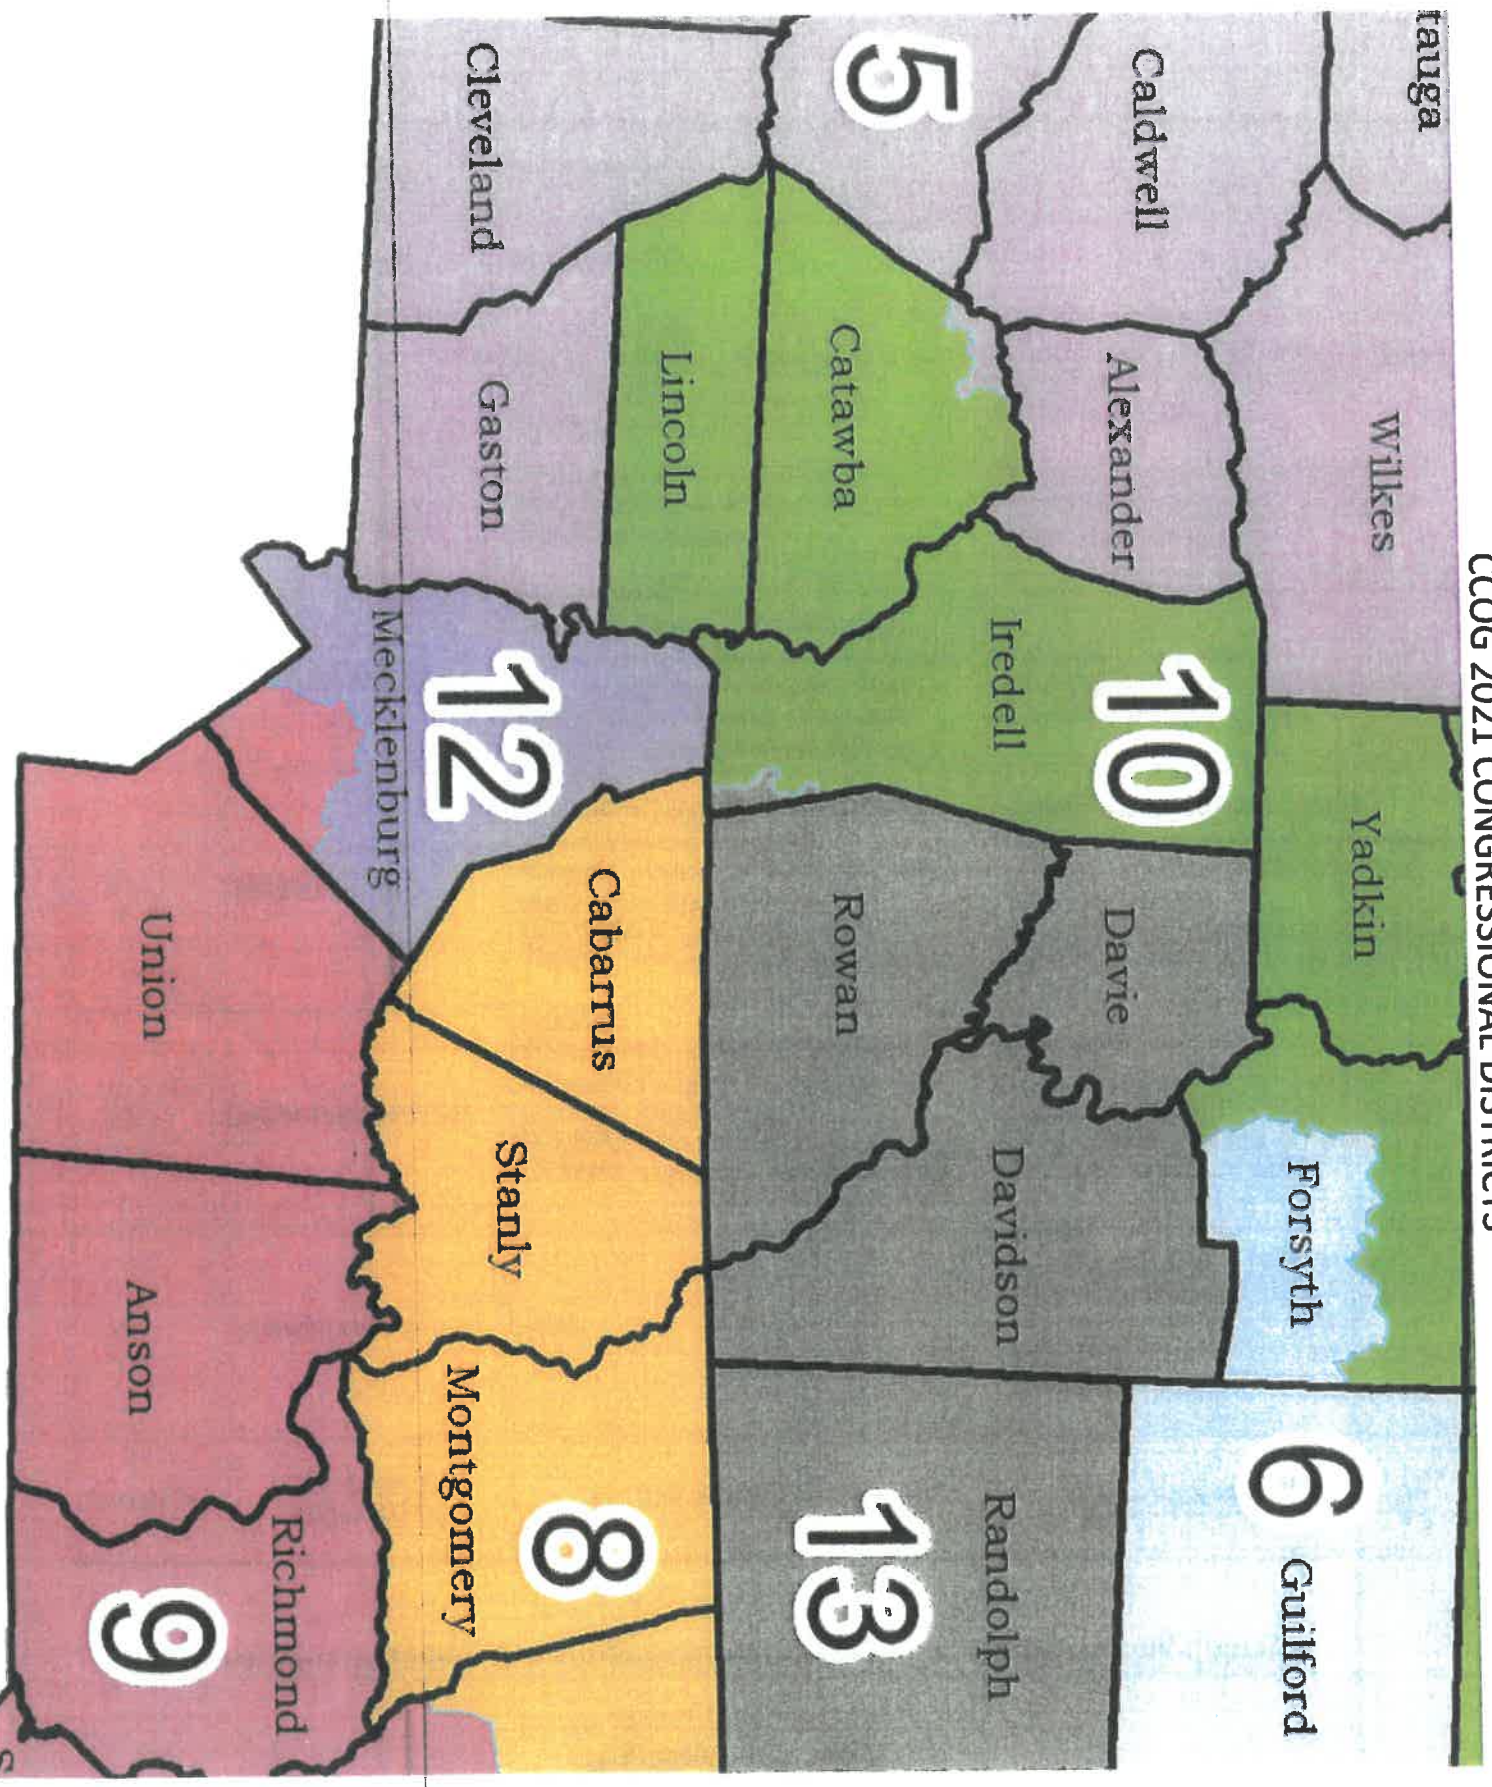 CCOG 2021 CONGRESSIONAL DISTRICTS
tauga
Wilkes
Yadkin
Forsyth
6
Guilford
Caldwell
Alexander
10
Davie
Iredell
Davidson
Randolph
5
Catawba
Rowan
13
Lincoln
Cabarrus
8
Cleveland
Gaston
12
Stanly
Montgomery
Mecklenburg
Richmond
Union
Anson
9